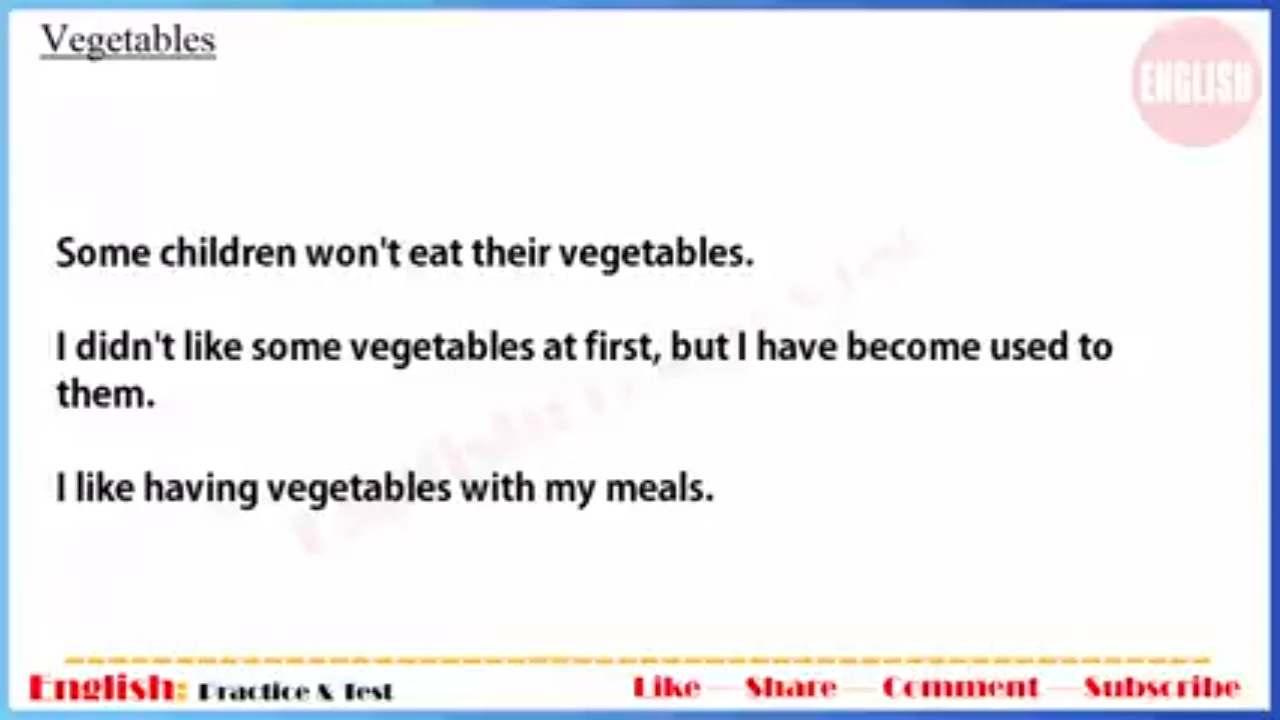 Vegetables
ENGLISH
Some children won't eat their vegetables.
I didn't like some vegetables at first, but I have become used to
them.
I like having vegetables with my meals.
English: Practice & Test
Like — Share — Comment — Subscribe